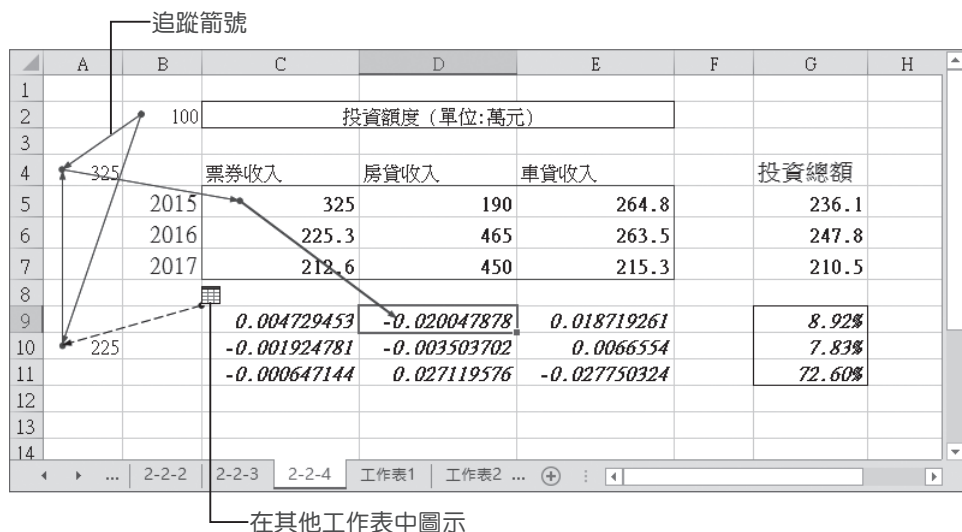 追蹤箭號
A B C D E F G H
1
2 100 投資額度 (單位:萬元)
3
4 325 票券收入 房貸收入 車貸收入 投資總額
5 2015 325 190 264.8 236.1
6 2016 225.3 465 263.5 247.8
7 2017 212.6 450 215.3 210.5
8
9 0.004729453 -0.020047878 0.018719261 8.92%
10 225 -0.001924781 -0.003503702 0.0066554 7.83%
11 -0.000647144 0.027119576 -0.027750324 72.60%
12
13
14
... 2-2-2 2-2-3 2-2-4 工作表1 工作表2 ...
在其他工作表中圖示